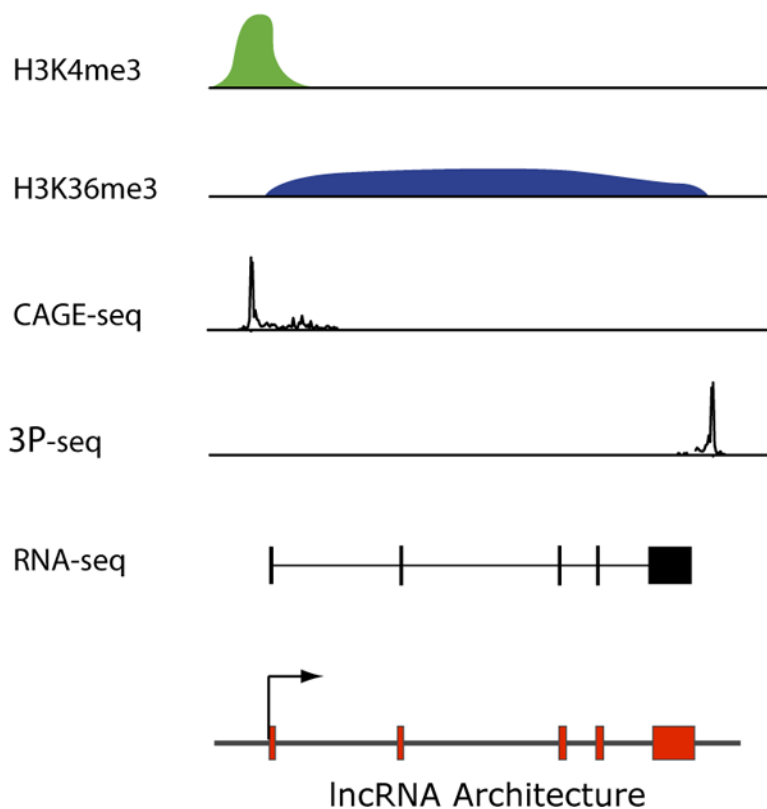 H3K4me3
H3K36me3
CAGE-seq
3P-seq
RNA-seq
lncRNA Architecture